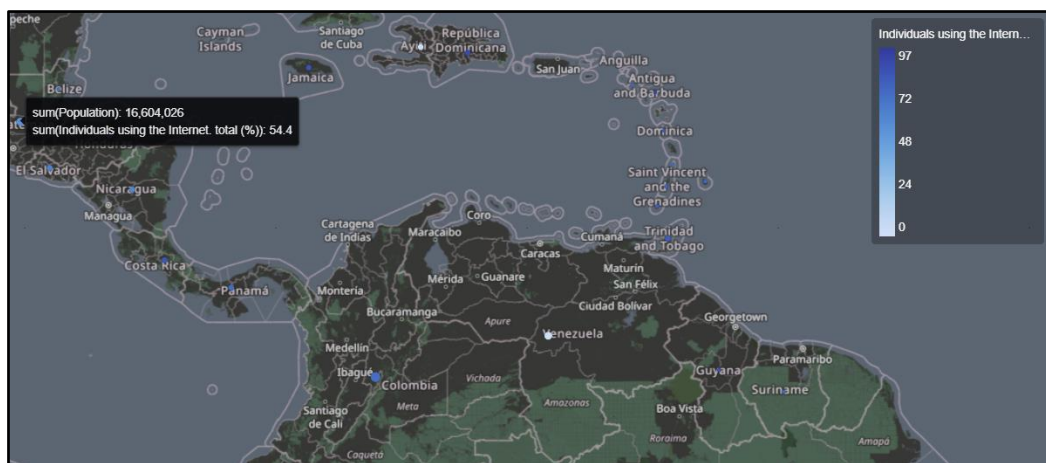 peche
Cayman
Islands
Santiago
de Cuba
Ayiti
República
Dominicana
San Juan
Anguilla
Antigua
and Barbuda
Jamaica
Belize
Dominica
Saint Vincent
and the
Grenadines
Trinidad
and Tobago
sum(Population): 16,604,026
sum(Individuals using the Internet. total (%)): 54.4
Honduras
El Salvador
Nicaragua
Managua
Costa Rica
Panamá
Cartagena
de Indias
Maracaibo
Coro
Caracas
Cumaná
Maturín
San Félix
Ciudad Bolívar
Mérida
Guanare
Montería
Bucaramanga
Apure
Venezuela
Georgetown
Paramaribo
Medellín
Ibagué
Colombia
Vichada
Meta
Guyana
Suriname
Santiago
de Cali
Amazonas
Boa Vista
Roraima
Amapá
Caquetá
Individuals using the Intern...
97
72
48
24
0